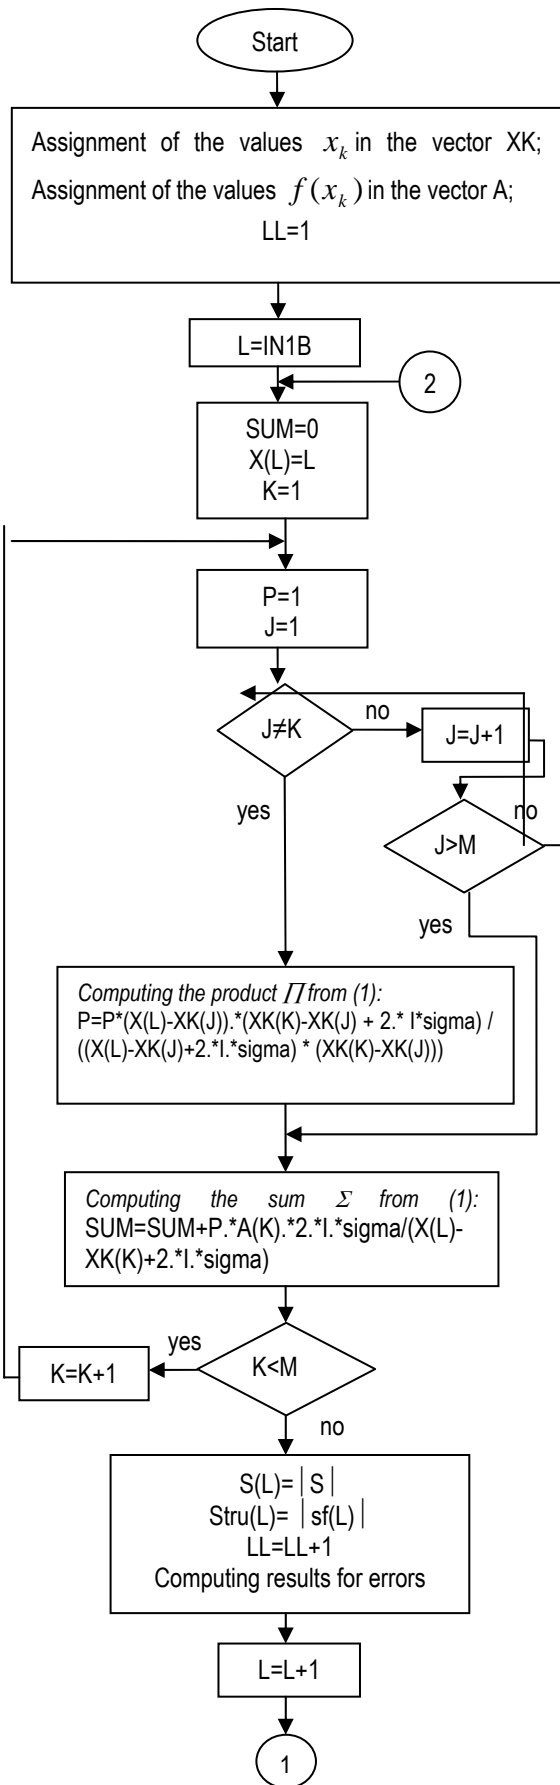 Start
Assignment of the values x_k in the vector XK;
Assignment of the values f(x_k) in the vector A;
LL=1
L=IN1B
2
SUM=0
X(L)=L
K=1
P=1
J=1
J≠K
no
J=J+1
yes
J>M
no
yes
Computing the product Π from (1):
P=P*(X(L)-XK(J)).*(XK(K)-XK(J) + 2.* I*sigma) /
((X(L)-XK(J)+2.*I.*sigma) * (XK(K)-XK(J)))
Computing the sum Σ from (1):
SUM=SUM+P.*A(K).*2.*I.*sigma/(X(L)-
XK(K)+2.*I.*sigma)
yes
K=K+1
K<M
no
S(L)=|S|
Stru(L)= |sf(L)|
LL=LL+1
Computing results for errors
L=L+1
1